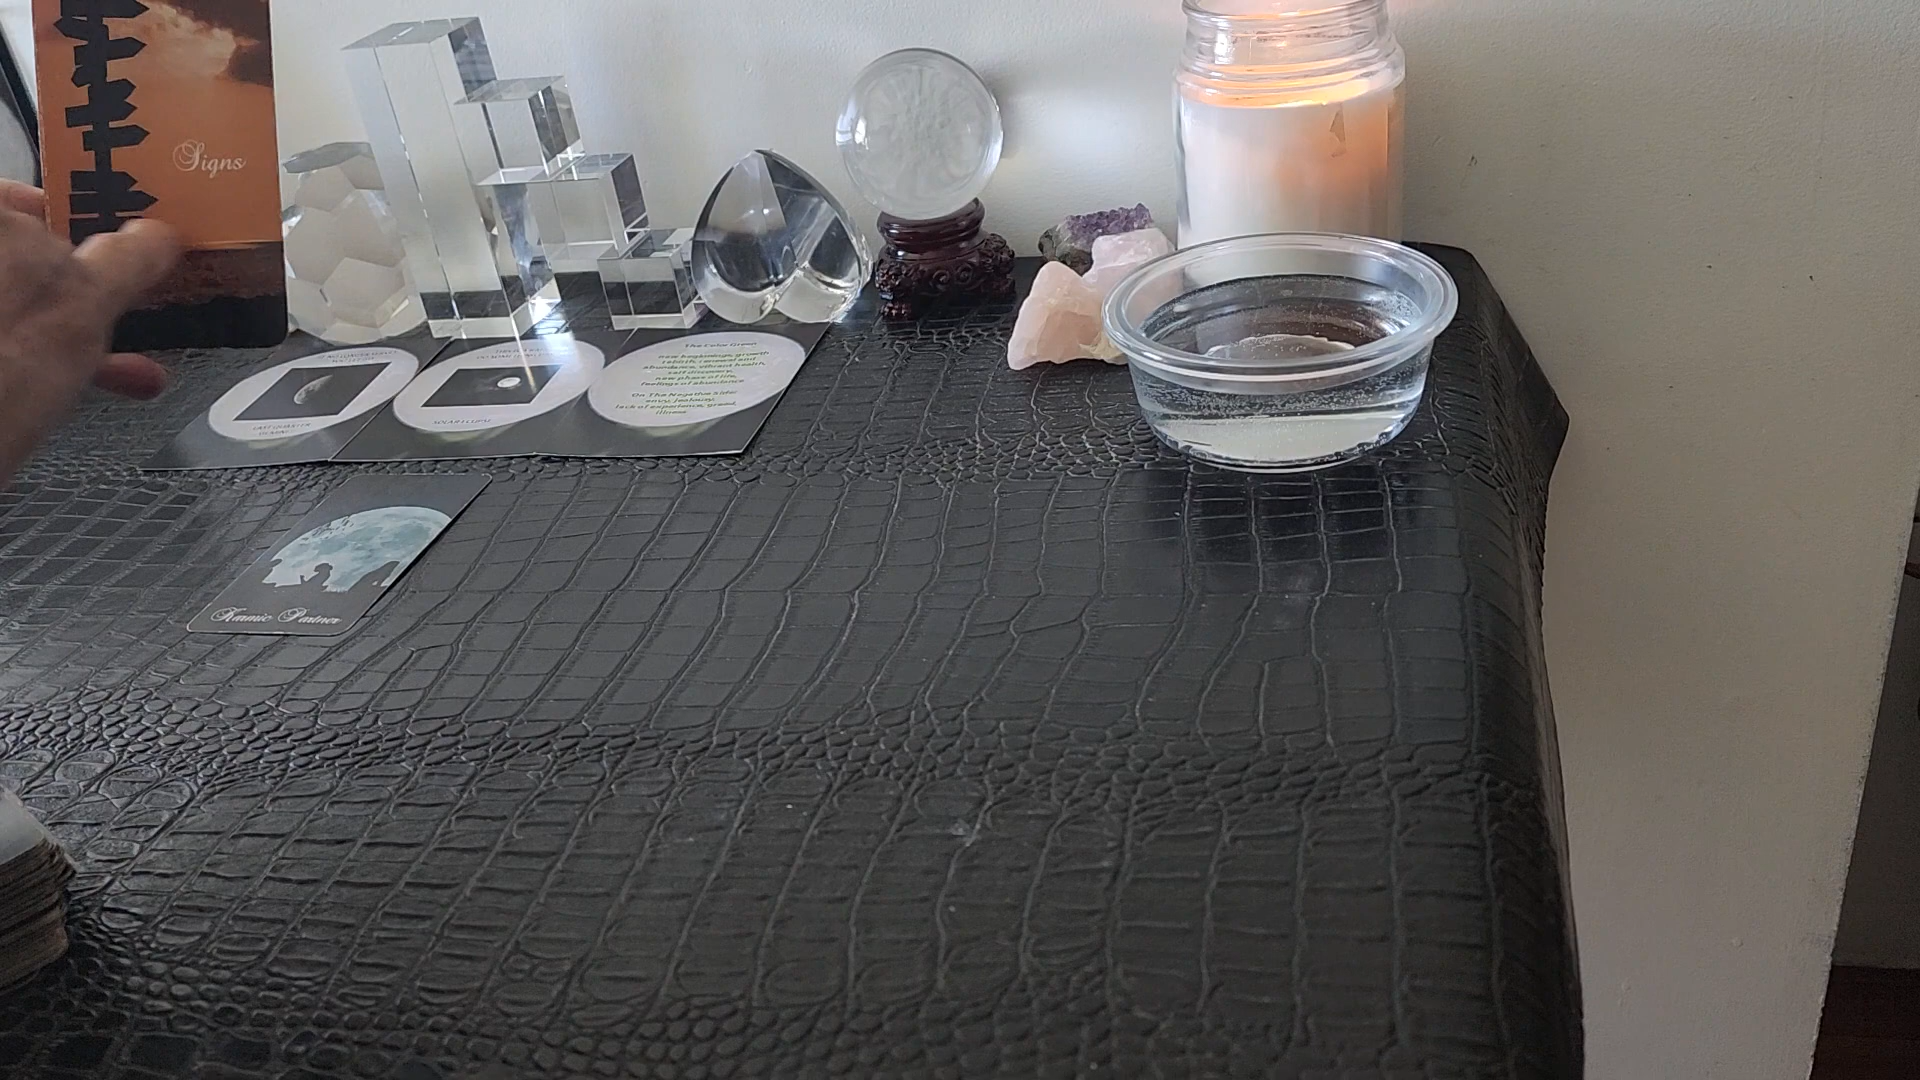 Signs
SOLAR ECLIPSE
LAST QUARTER
The Color Green
new beginnings, growth
rebirth, renewal and
abundance, vibrant health,
self discovery,
new phase of life,
feelings of abundance
On The Negative Side:
envy, jealousy,
lack of experience, greed,
illness
Karmic Partner